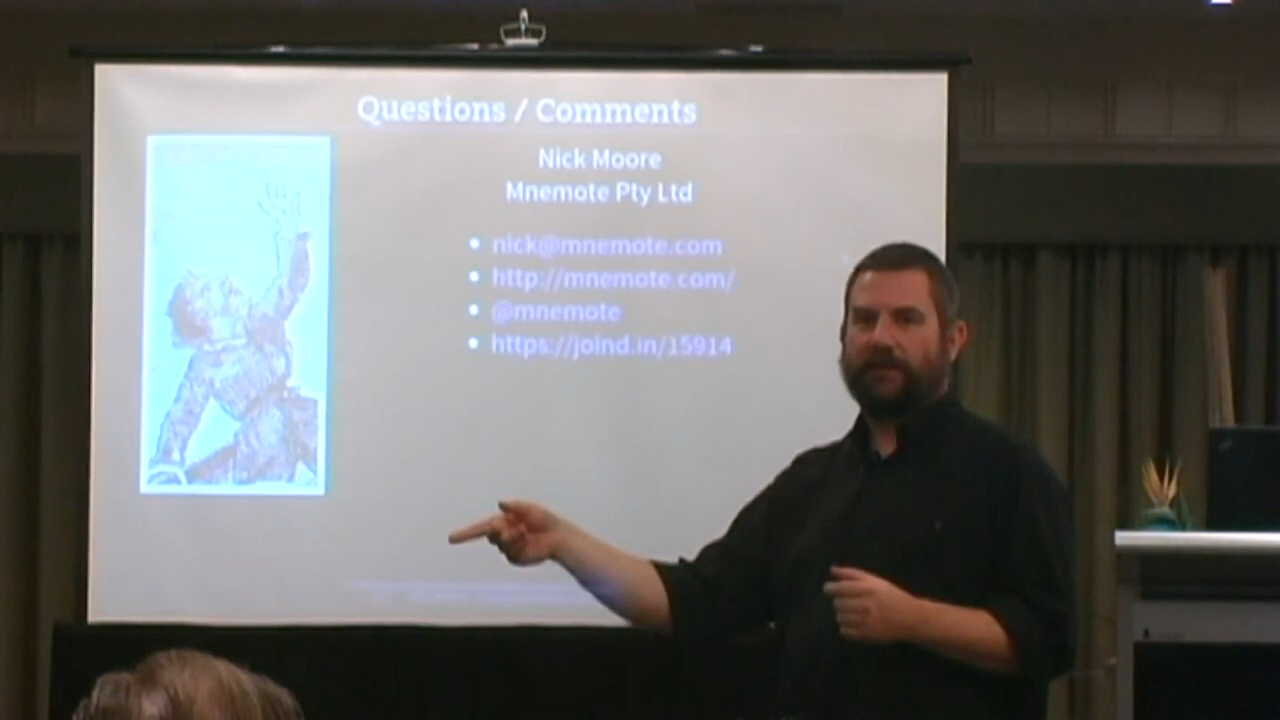 Questions / Comments
Nick Moore
Mnemote Pty Ltd
nick@mnemote.com
http://mnemote.com/
@mnemote
https://joind.in/15914